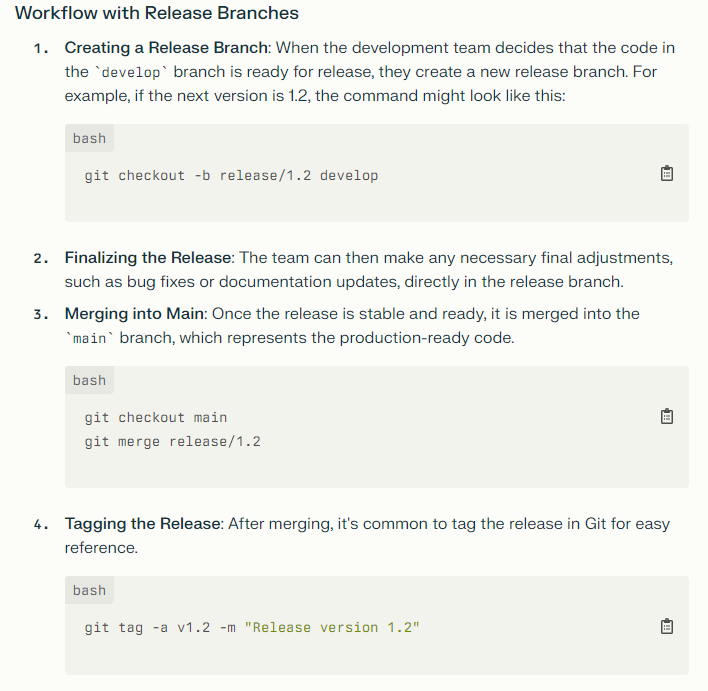 Workflow with Release Branches
1. Creating a Release Branch: When the development team decides that the code in
the `develop` branch is ready for release, they create a new release branch. For
example, if the next version is 1.2, the command might look like this:
bash
git checkout -b release/1.2 develop
2. Finalizing the Release: The team can then make any necessary final adjustments,
such as bug fixes or documentation updates, directly in the release branch.
3. Merging into Main: Once the release is stable and ready, it is merged into the
`main` branch, which represents the production-ready code.
bash
git checkout main
git merge release/1.2
4. Tagging the Release: After merging, it's common to tag the release in Git for easy
reference.
bash
git tag -a v1.2 -m "Release version 1.2"